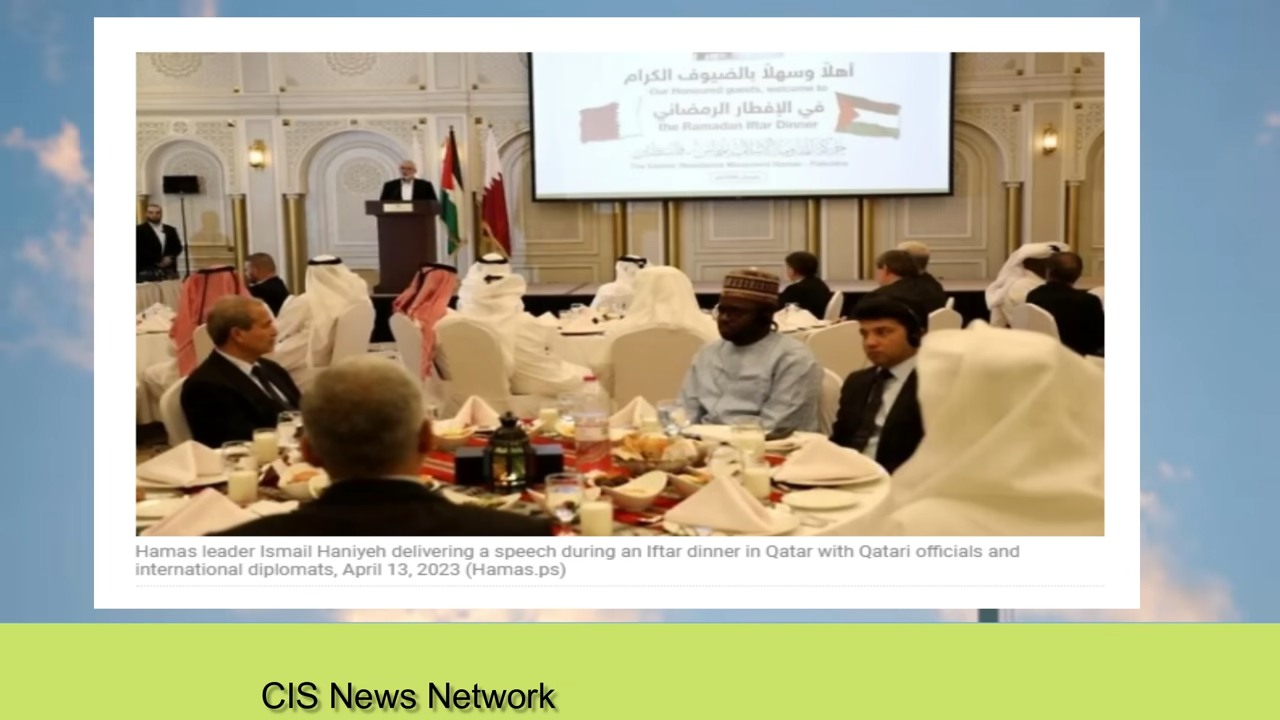 أهلاً وسهلاً بالضيوف الكرام
Our Honoured guests, welcome to
في الإفطار الرمضاني
the Ramadan Iftar Dinner
The Islamic Resistance Movement Hamas - Palestine
Hamas leader Ismail Haniyeh delivering a speech during an Iftar dinner in Qatar with Qatari officials and
international diplomats, April 13, 2023 (Hamas.ps)
CIS News Network